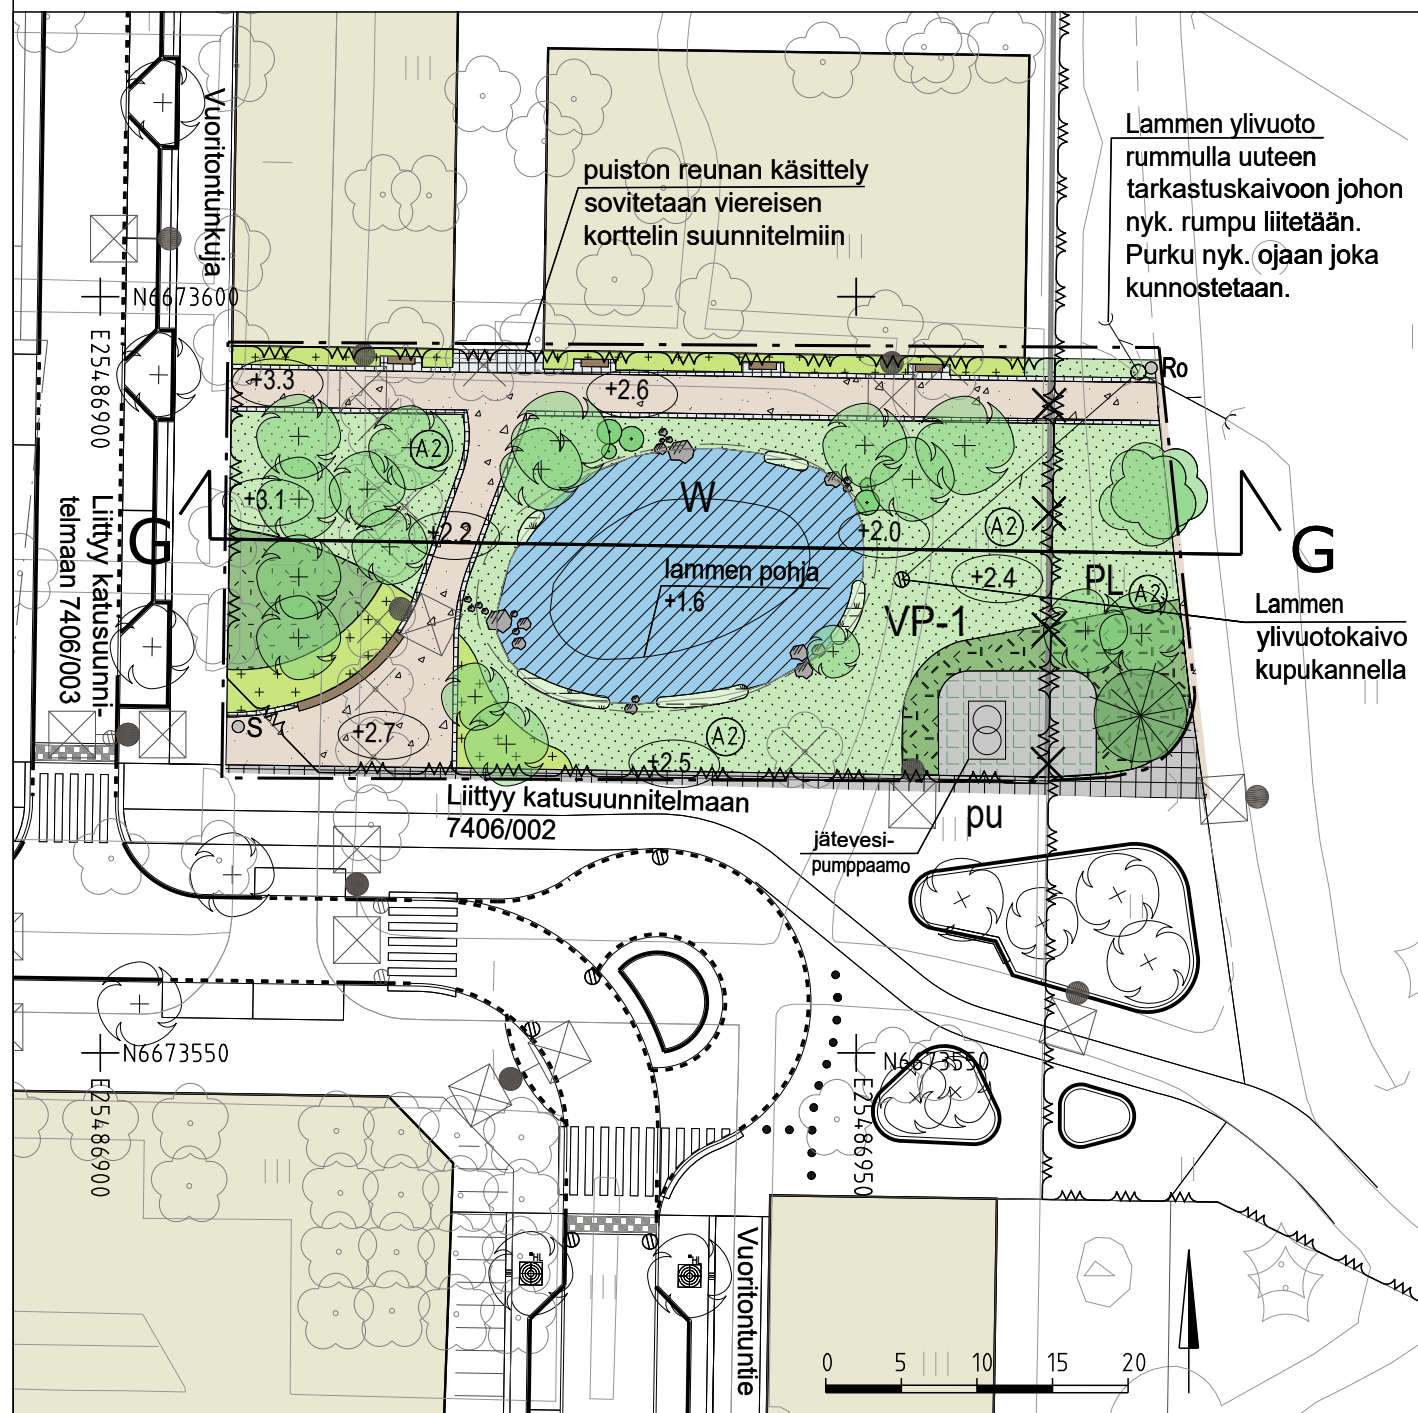 Vuoritontunkuja
puiston reunan käsittely
sovitetaan viereisen
korttelin suunnitelmiin
Lammen ylivuoto
rummulla uuteen
tarkastuskaivoon johon
nyk. rumpu liitetään.
Purku nyk. ojaan joka
kunnostetaan.
N6673600
E2548690​0
+3.3
+2.6
Ro
A2
+3.1
W
+2.2
+2.0
A2
G
G
Liittyy katusuunni-
telmaan 7406/003
lammen pohja
+1.6
+2.4
PL
A2
VP-1
Lammen
ylivuotokaivo
kupukannella
S
+2.7
A2
+2.5
Liittyy katusuunnitelmaan
7406/002
pu
jätevesi-
pumppaamo
N6673550
E25486900
N6673550
E25486950
HL
HL
Vuoritontuntie
0 5 10 15 20